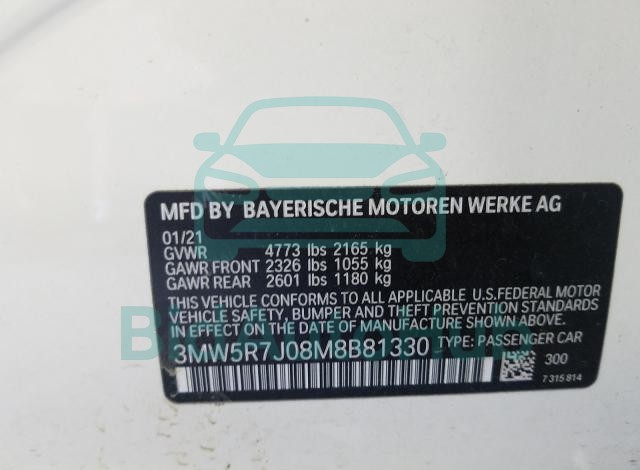 MFD BY BAYERISCHE MOTOREN WERKE AG
01/21
GVWR 4773 lbs 2165 kg
GAWR FRONT 2326 lbs 1055 kg
GAWR REAR 2601 lbs 1180 kg
THIS VEHICLE CONFORMS TO ALL APPLICABLE U.S.FEDERAL MOTOR
VEHICLE SAFETY, BUMPER AND THEFT PREVENTION STANDARDS
IN EFFECT ON THE DATE OF MANUFACTURE SHOWN ABOVE.
3MW5R7J08M8B81330 TYPE: PASSENGER CAR
300
7 315 814